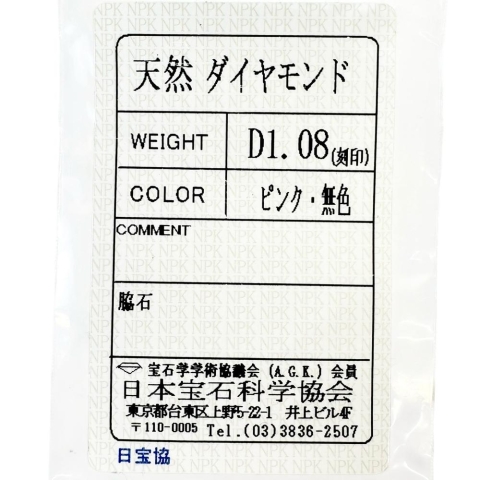 天然 ダイヤモンド
WEIGHT D1.08(刻印)
COLOR ピンク・無色
COMMENT
脇石
宝石学学術協議会 (A.G.K.) 会員
日本宝石科学協会
東京都台東区上野5-22-1 井上ビル4F
〒110-0005 Tel.(03)3836-2507
日宝協